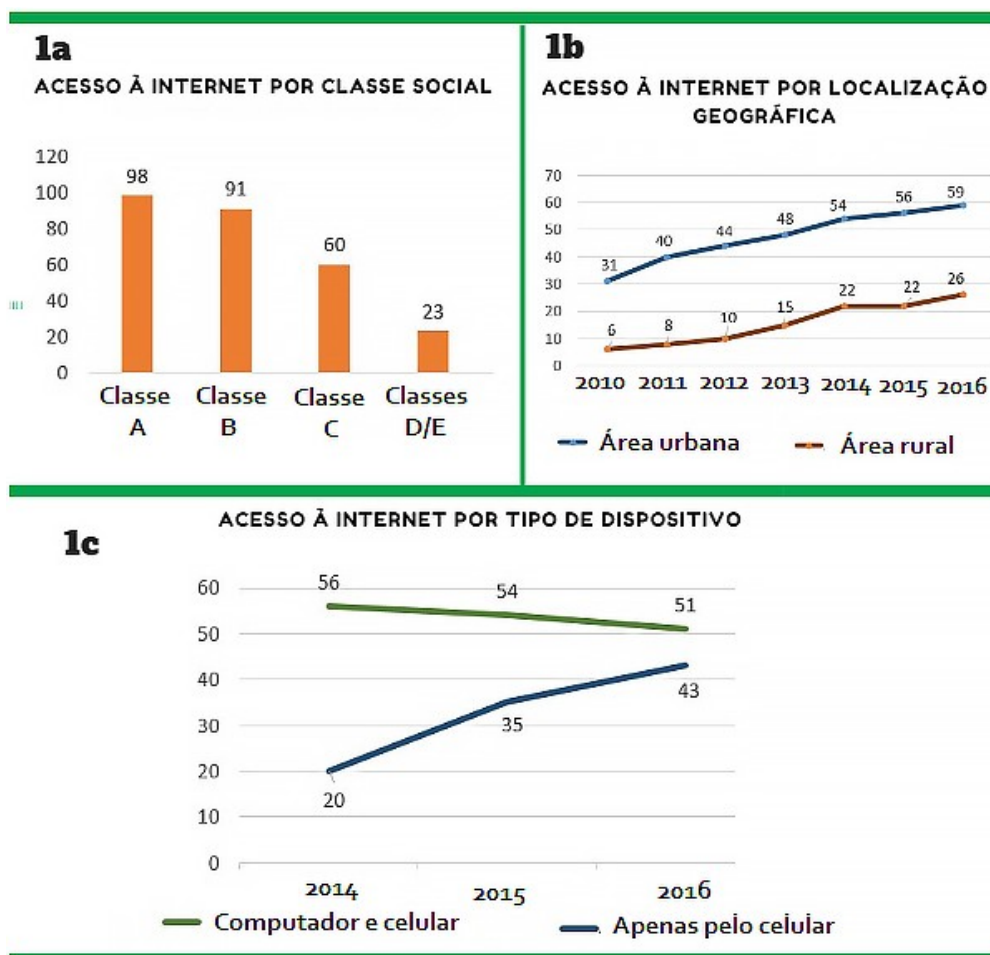 1a
ACESSO À INTERNET POR CLASSE SOCIAL
120
100
80
60
40
20
0
98
91
60
23
Classe A
Classe B
Classe C
Classes D/E
1b
ACESSO À INTERNET POR LOCALIZAÇÃO
GEOGRÁFICA
70
60
50
40
30
20
10
0
31
40
44
48
54
56
59
6
8
10
15
22
22
26
2010 2011 2012 2013 2014 2015 2016
Área urbana
Área rural
1c
ACESSO À INTERNET POR TIPO DE DISPOSITIVO
60
50
40
30
20
10
0
56
54
51
20
35
43
2014 2015 2016
Computador e celular
Apenas pelo celular